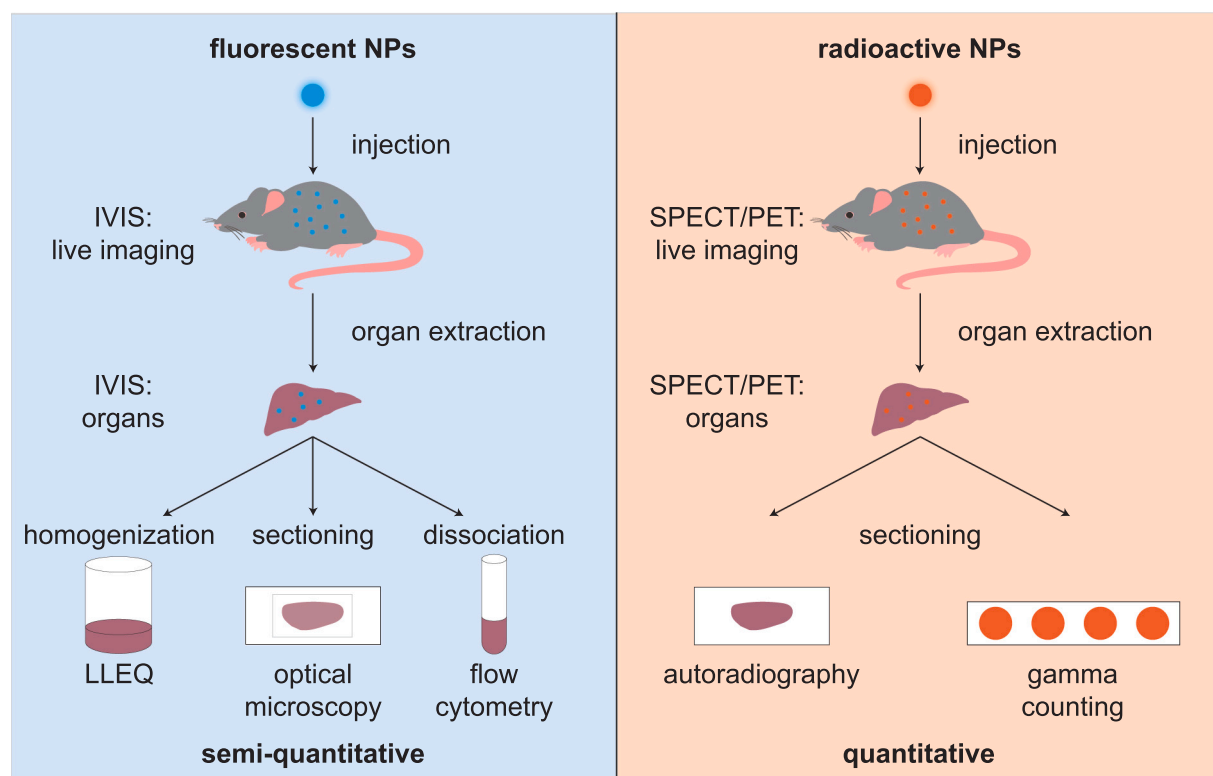 fluorescent NPs
injection
IVIS:
live imaging
organ extraction
IVIS:
organs
homogenization
sectioning
dissociation
LLEQ
optical
microscopy
flow
cytometry
semi-quantitative
radioactive NPs
injection
SPECT/PET:
live imaging
organ extraction
SPECT/PET:
organs
sectioning
autoradiography
gamma
counting
quantitative